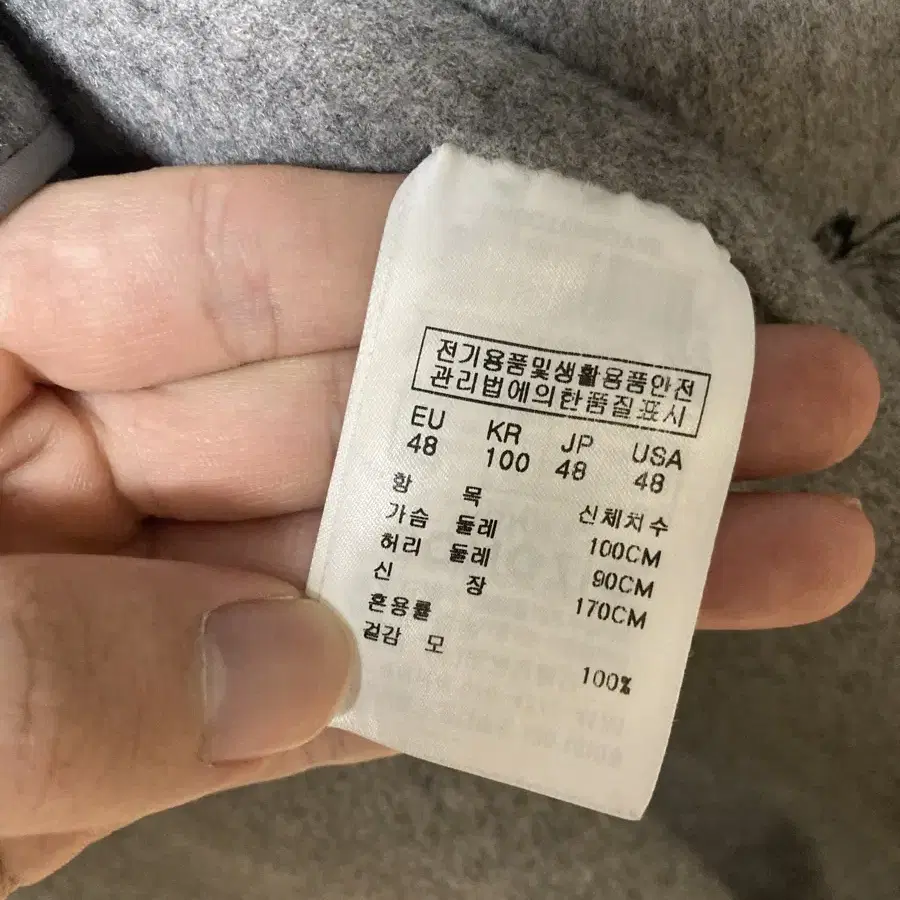 전기용품및생활용품안전
관리법에의한품질표시
EU KR JP USA
48 100 48 48
항 목 신체치수
가슴 둘레 100CM
허리 둘레 90CM
신 장 170CM
혼용률
겉감 모 100%